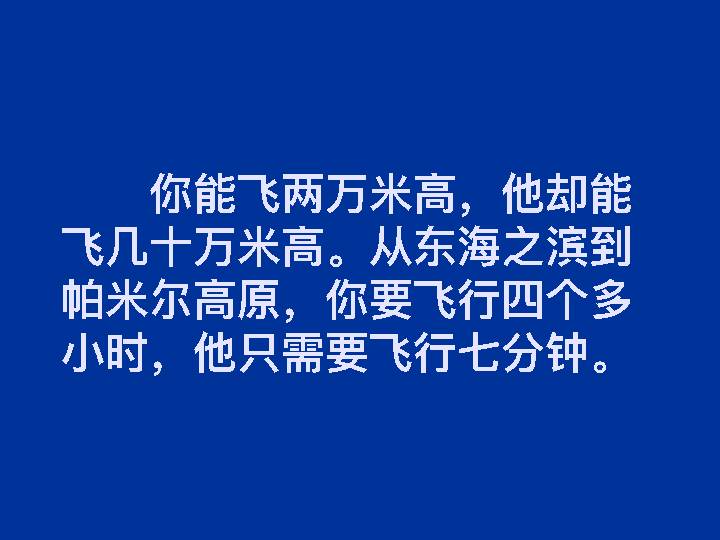 你能飞两万米高，他却能
飞几十万米高。从东海之滨到
帕米尔高原，你要飞行四个多
小时，他只需要飞行七分钟。